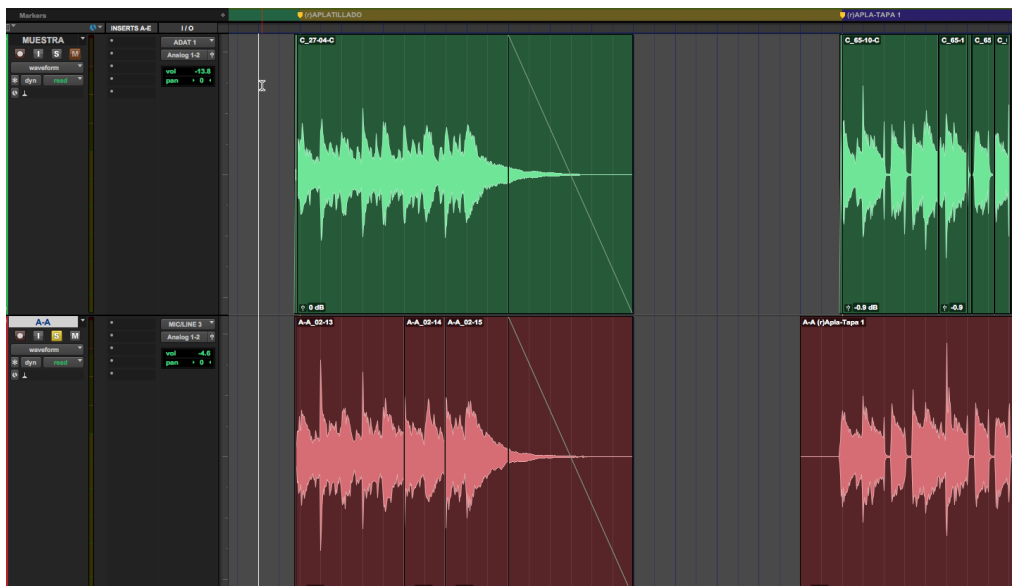 Markers
(r)APLATILLADO
(r)APLA-TAPA 1
INSERTS A-E
I / O
MUESTRA
I S M
waveform
dyn read
ADAT 1
Analog 1-2
vol -13.8
pan 0
C_27-04-C
0 dB
C_65-10-C
C_65-1
C_65
-0.9 dB
-0.9
A-A
I S M
waveform
dyn read
MIC/LINE 3
Analog 1-2
vol -4.6
pan 0
A-A_02-13
A-A_02-14
A-A_02-15
A-A (r)Apla-Tapa 1